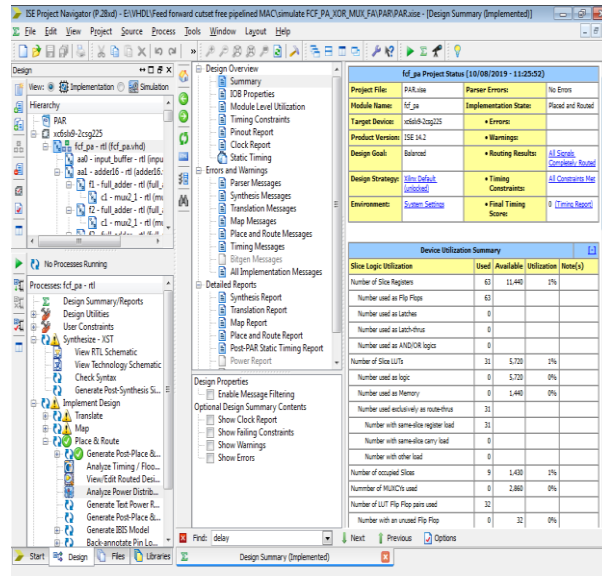 ISE Project Navigator (P.28xd) - E:\VHDL\Feed forward cutset free pipelined MAC\simulate FCF_PA_XOR_MUX_FA\PAR\PAR.xise - [Design Summary (Implemented)]
File Edit View Project Source Process Tools Window Layout Help
Design
View: Implementation Simulation
Hierarchy
PAR
xc6slx9-2csg225
fcf_pa - rtl (fcf_pa.vhd)
aa0 - input_buffer - rtl (inpu
aa1 - adder16 - rtl (adder16.
f1 - full_adder - rtl (full_
c1 - mux2_1 - rtl (m
f2 - full_adder - rtl (full_
c1 - mux2_1 - rtl (m
No Processes Running
Processes: fcf_pa - rtl
Design Summary/Reports
Design Utilities
User Constraints
Synthesize - XST
View RTL Schematic
View Technology Schematic
Check Syntax
Generate Post-Synthesis Si...
Implement Design
Translate
Map
Place & Route
Generate Post-Place &...
Analyze Timing / Floo...
View/Edit Routed Desi...
Analyze Power Distrib...
Generate Text Power R...
Generate Post-Place &...
Generate IBIS Model
Back-annotate Pin Lo...
Start Design Files Libraries
Design Overview
Summary
IOB Properties
Module Level Utilization
Timing Constraints
Pinout Report
Clock Report
Static Timing
Errors and Warnings
Parser Messages
Synthesis Messages
Translation Messages
Map Messages
Place and Route Messages
Timing Messages
Bitgen Messages
All Implementation Messages
Detailed Reports
Synthesis Report
Translation Report
Map Report
Place and Route Report
Post-PAR Static Timing Report
Power Report
Design Properties
Enable Message Filtering
Optional Design Summary Contents
Show Clock Report
Show Failing Constraints
Show Warnings
Show Errors
fcf_pa Project Status (10/08/2019 - 11:25:52)
Project File: PAR.xise Parser Errors: No Errors
Module Name: fcf_pa Implementation State: Placed and Routed
Target Device: xc6slx9-2csg225 • Errors:
Product Version: ISE 14.2 • Warnings:
Design Goal: Balanced • Routing Results: All Signals
Completely Routed
Design Strategy: Xilinx Default
(unlocked) • Timing
Constraints: All Constraints Met
Environment: System Settings • Final Timing
Score: 0 (Timing Report)
Device Utilization Summary
Slice Logic Utilization Used Available Utilization Note(s)
Number of Slice Registers 63 11,440 1%
Number used as Flip Flops 63
Number used as Latches 0
Number used as Latch-thrus 0
Number used as AND/OR logics 0
Number of Slice LUTs 31 5,720 1%
Number used as logic 0 5,720 0%
Number used as Memory 0 1,440 0%
Number used exclusively as route-thrus 31
Number with same-slice register load 31
Number with same-slice carry load 0
Number with other load 0
Number of occupied Slices 9 1,430 1%
Nummber of MUXCYs used 0 2,860 0%
Number of LUT Flip Flop pairs used 32
Number with an unused Flip Flop 0 32 0%
Find: delay Next Previous Options
Design Summary (Implemented)